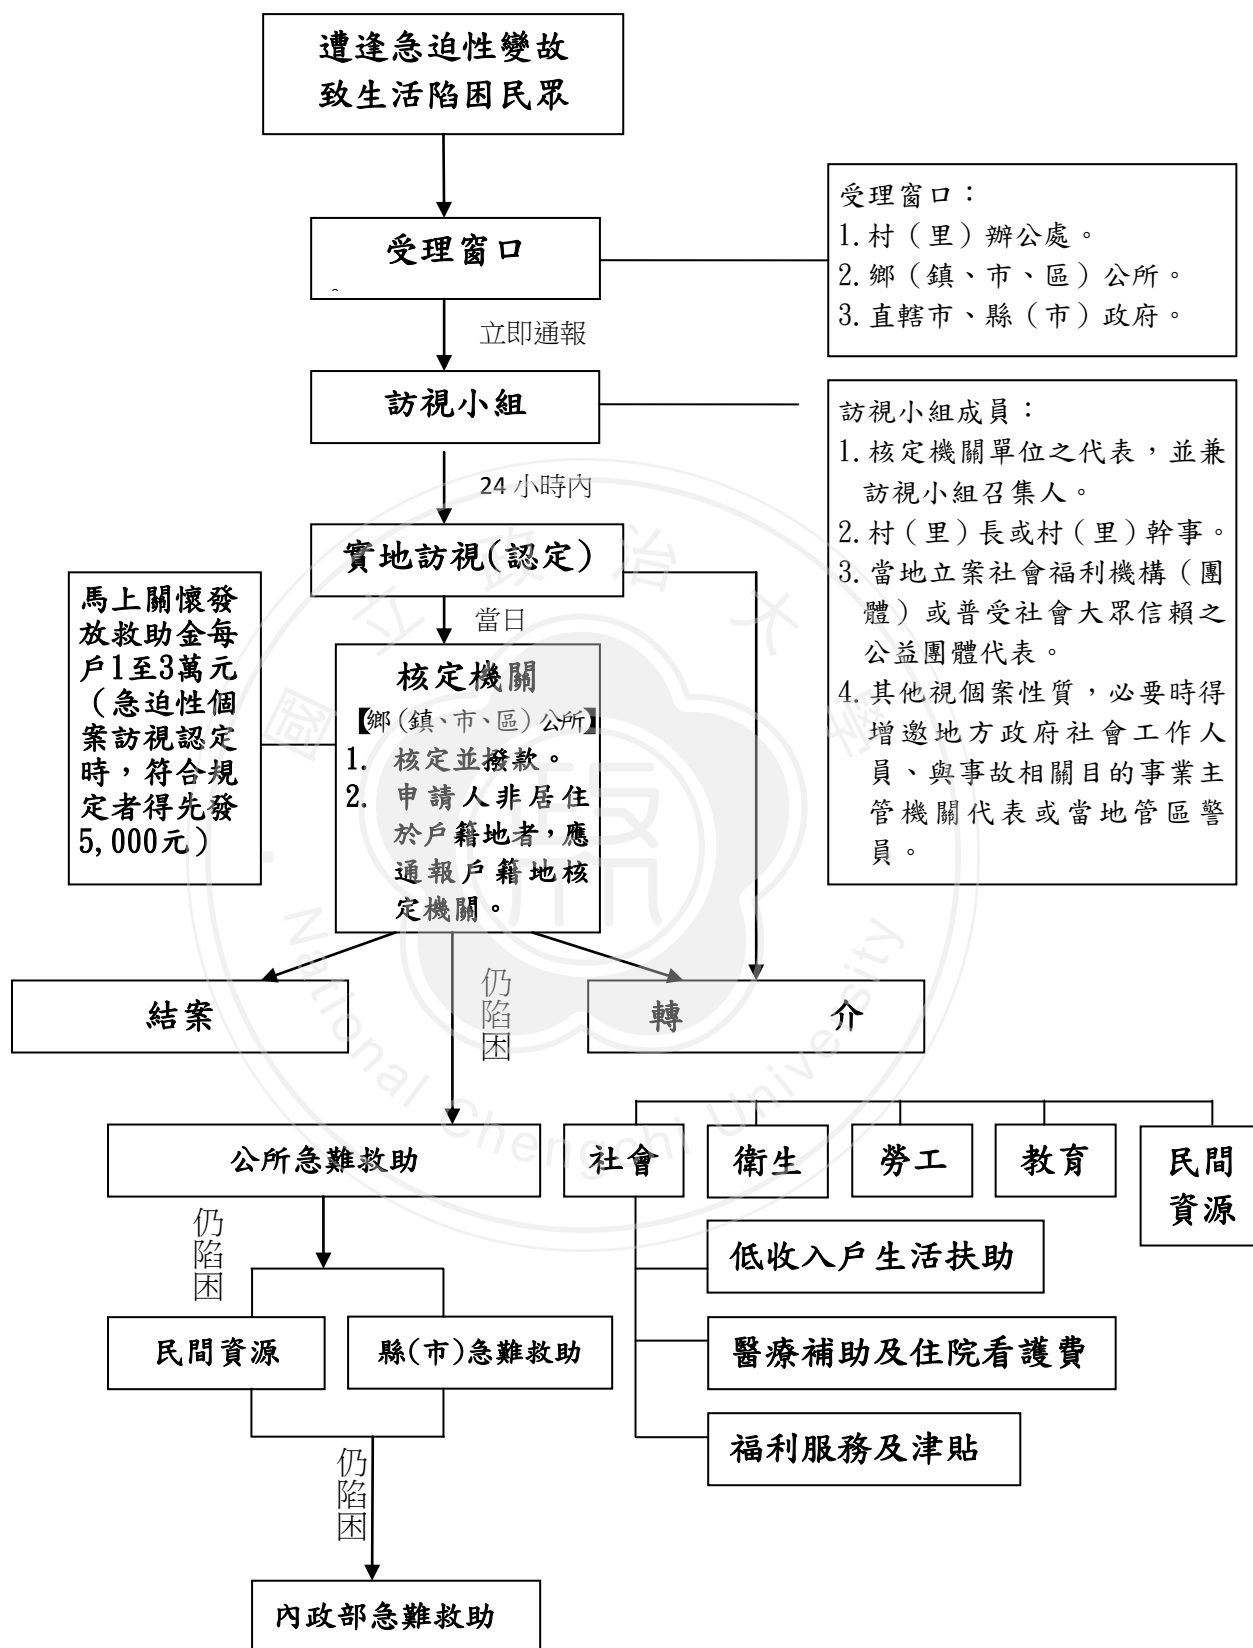 遭逢急迫性變故
致生活陷困民眾
受理窗口
。
受理窗口：
1.村（里）辦公處。
2.鄉（鎮、市、區）公所。
3.直轄市、縣（市）政府。
立即通報
訪視小組
訪視小組成員：
1.核定機關單位之代表，並兼
訪視小組召集人。
2.村（里）長或村（里）幹事。
3.當地立案社會福利機構（團
體）或普受社會大眾信賴之
公益團體代表。
4.其他視個案性質，必要時得
增邀地方政府社會工作人
員、與事故相關目的事業主
管機關代表或當地管區警
員。
24 小時內
實地訪視(認定)
當日
馬上關懷發
放救助金每
戶1至3萬元
（急迫性個
案訪視認定
時，符合規
定者得先發
5,000元）
核定機關
【鄉(鎮、市、區)公所】
1. 核定並撥款。
2. 申請人非居住
於戶籍地者，應
通報戶籍地核
定機關。
結案
仍陷困
轉 介
公所急難救助
社會
衛生
勞工
教育
民間
資源
仍陷困
低收入戶生活扶助
民間資源
縣(市)急難救助
醫療補助及住院看護費
福利服務及津貼
仍陷困
內政部急難救助
國立政治大學
National Chengchi University